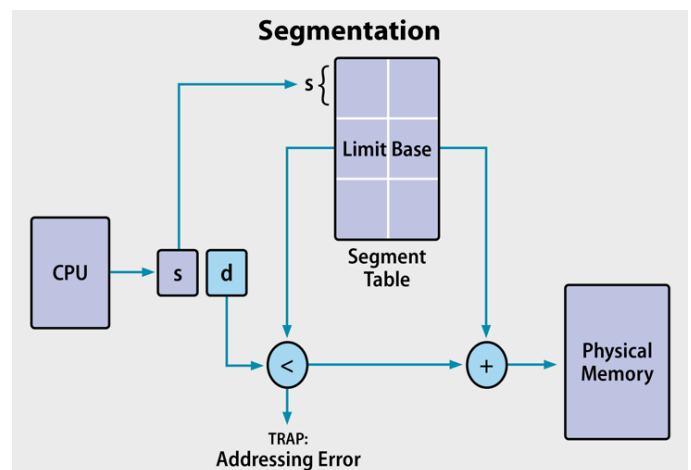 Segmentation
s {
Limit Base
Segment
Table
CPU
s
d
<
+
Physical
Memory
TRAP:
Addressing Error